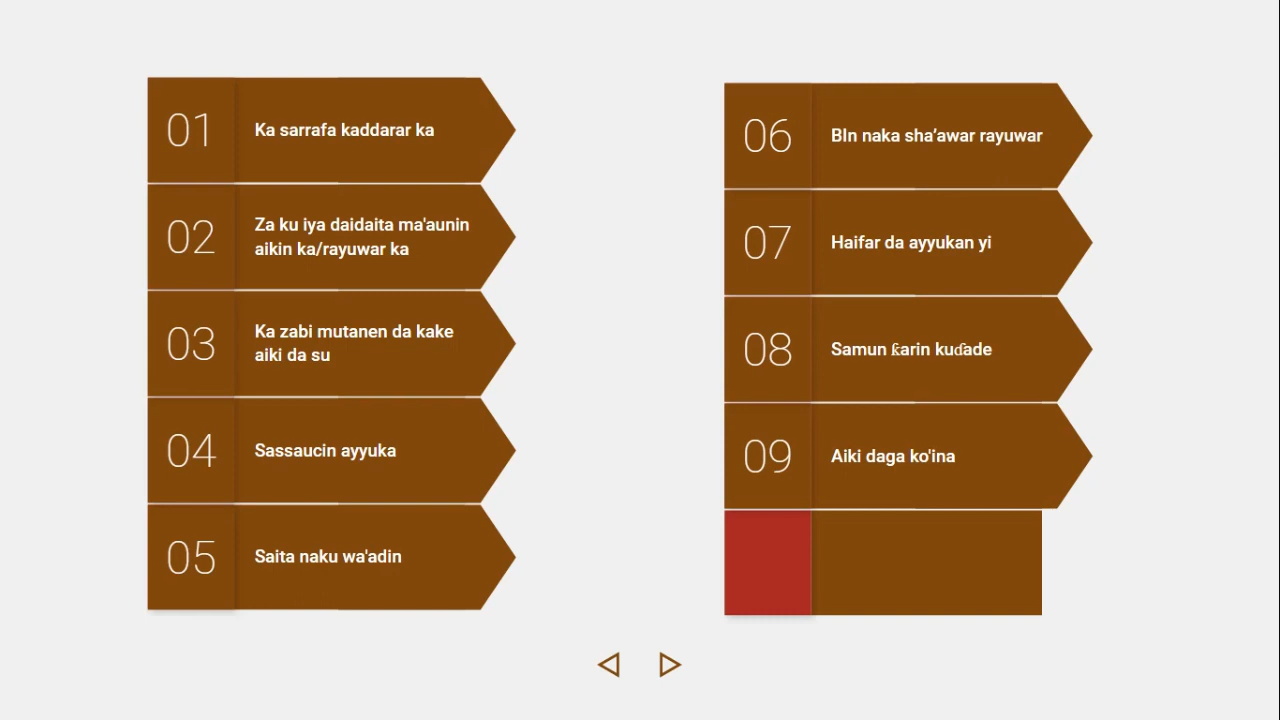 01
Ka sarrafa kaddarar ka
02
Za ku iya daidaita ma'aunin
aikin ka/rayuwar ka
03
Ka zabi mutanen da kake
aiki da su
04
Sassaucin ayyuka
05
Saita naku wa'adin
06
BIn naka sha’awar rayuwar
07
Haifar da ayyukan yi
08
Samun ƙarin kuɗade
09
Aiki daga ko'ina